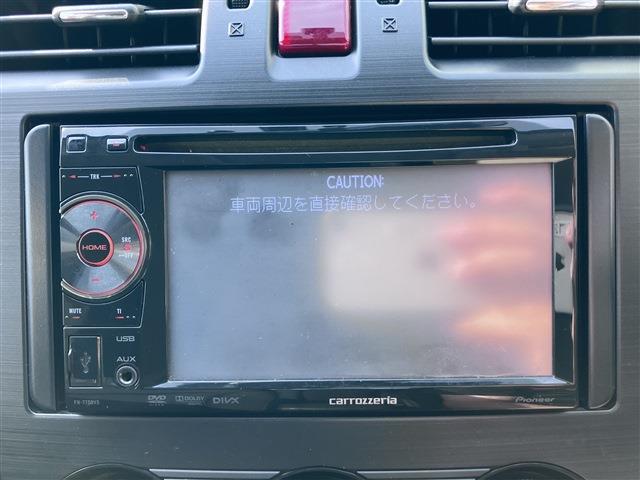 CAUTION:
車両周辺を直接確認してください。
TRK
+
HOME
SRC
OFF
-
MUTE
TI
USB
AUX
DVD
DOLBY
DIVX
carrozzeria
Pioneer